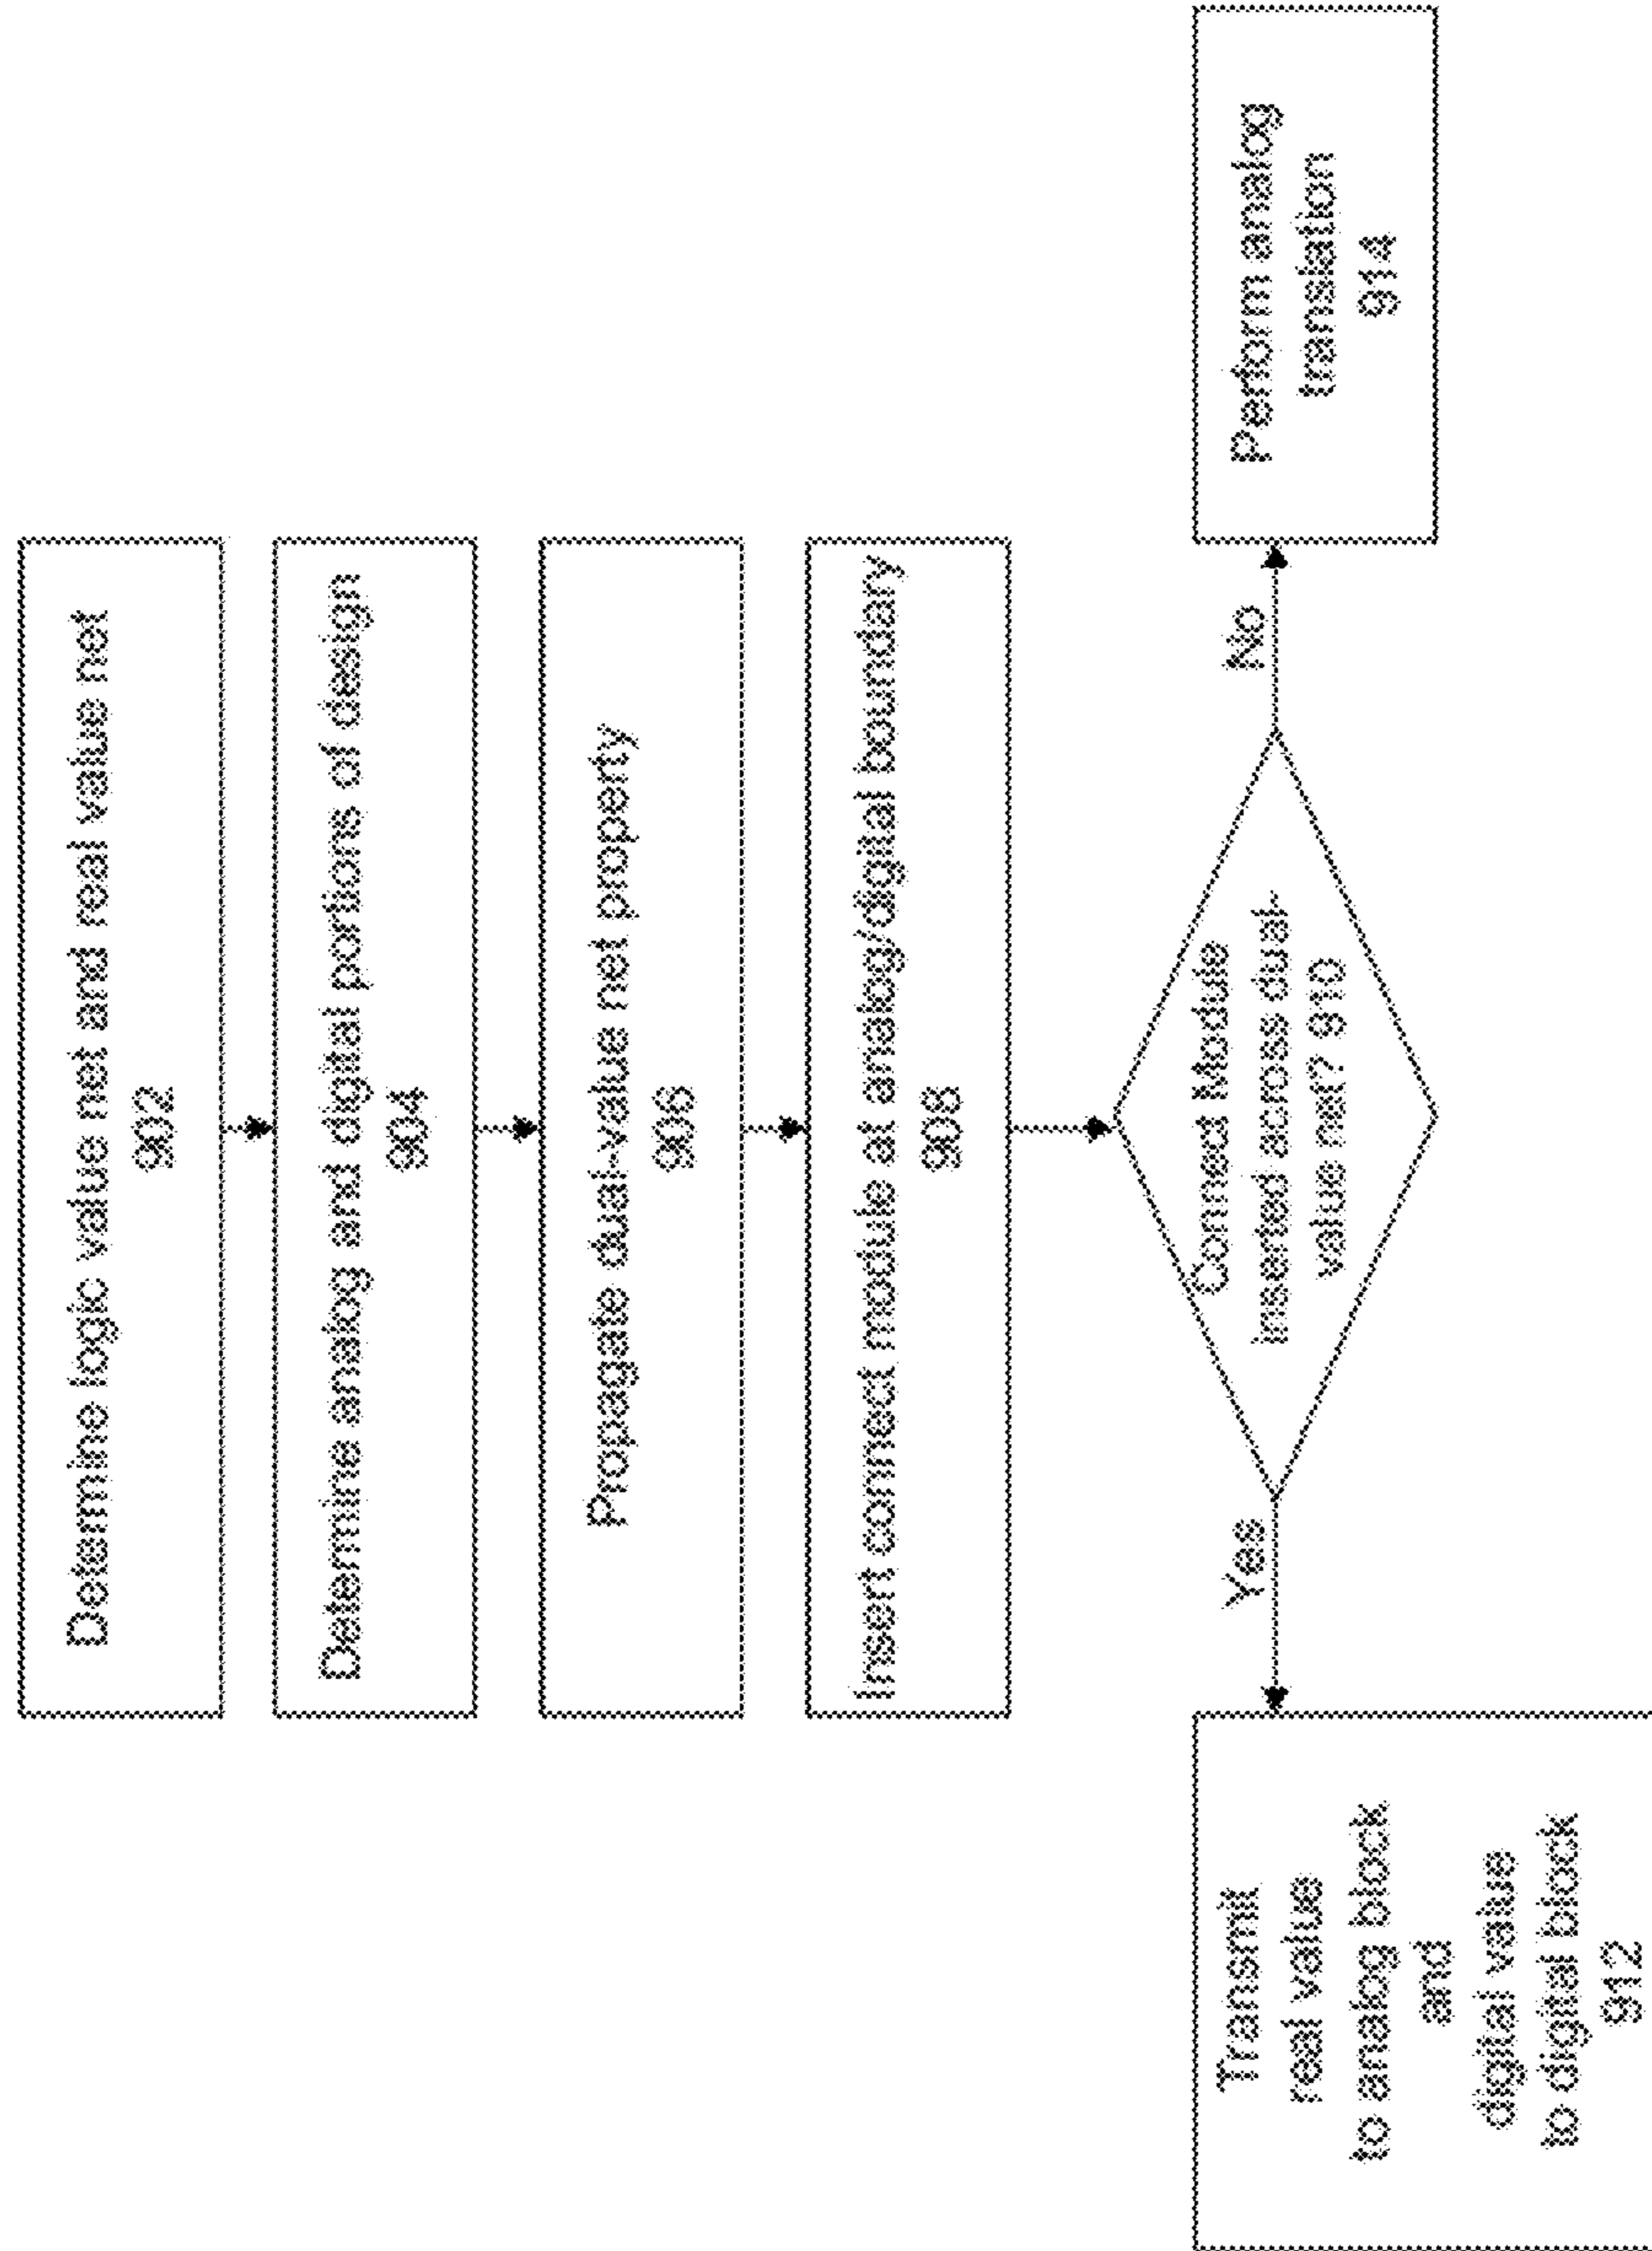 Determine logic value net and real value net
902
Determine analog and digital portions of design
904
Propagate dual-value net property
906
Insert connect module at analog/digital boundary
908
Connect Module
inserted across dual-
value net? 910
Yes
No
Transmit
real value
to analog block
and
digital value
to digital block
912
Perform analog
translation
914